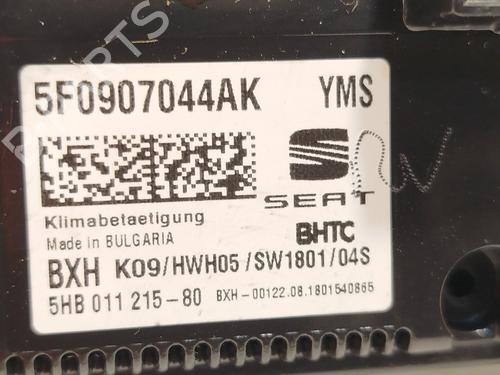 5F0907044AK YMS
SEAT
Klimabetaetigung
Made in BULGARIA
BHTC
BXH K09/HWH05/SW1801/04S
5HB 011 215-80 BXH-00122.08.1801540865
PARTS